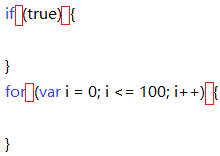 if (true) {
}
for (var i = 0; i <= 100; i++) {
}